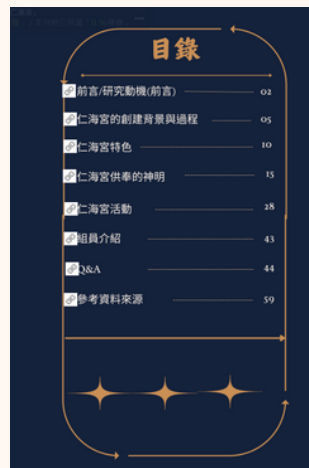 目錄
前言/研究動機(前言) 02
仁海宮的創建背景與過程 05
仁海宮特色 10
仁海宮供奉的神明 15
仁海宮活動 28
組員介紹 43
Q&A 44
參考資料來源 59